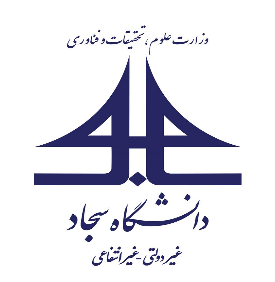 وزارت علوم، تحقیقات و فناوری
دانشگاه سجاد
غیردولتی-غیرانتفاعی